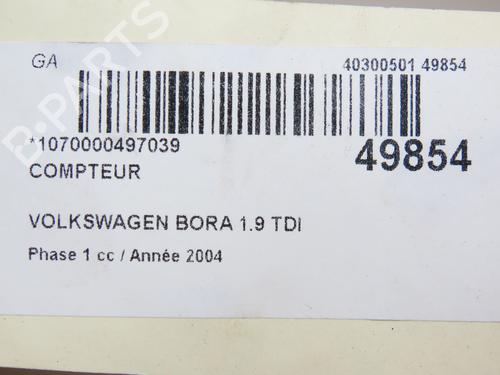 GA
40300501 49854
*1070000497039
49854
COMPTEUR
VOLKSWAGEN BORA 1.9 TDI
Phase 1 cc / Année 2004
B-PARTS